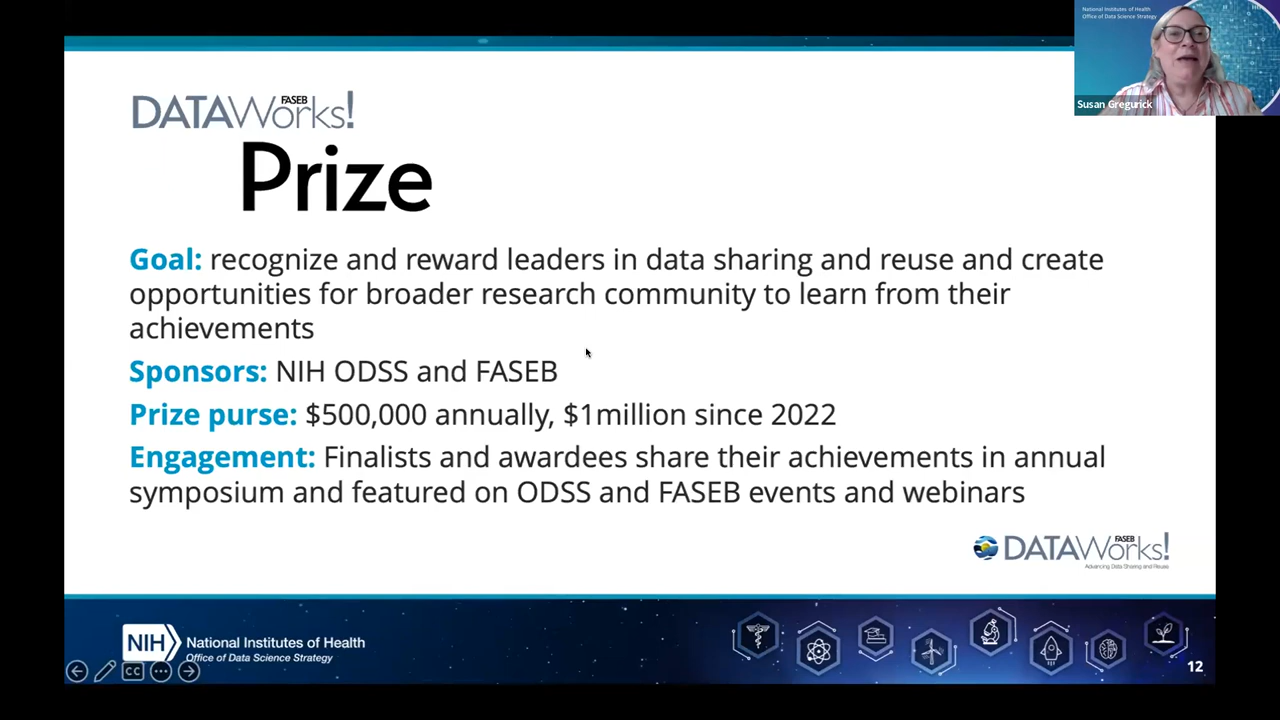 National Institutes of Health
Office of Data Science Strategy
Susan Gregurick
FASEB
DATAWorks!
Prize
Goal: recognize and reward leaders in data sharing and reuse and create
opportunities for broader research community to learn from their
achievements
Sponsors: NIH ODSS and FASEB
Prize purse: $500,000 annually, $1million since 2022
Engagement: Finalists and awardees share their achievements in annual
symposium and featured on ODSS and FASEB events and webinars
FASEB
DATAWorks!
Advancing Data Sharing and Reuse
NIH National Institutes of Health
Office of Data Science Strategy
CC
12